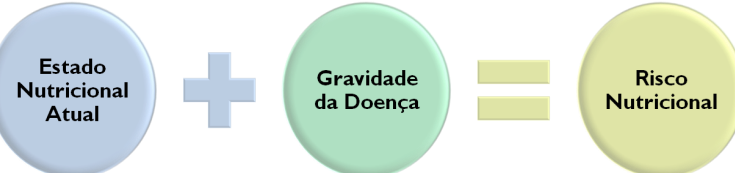 Estado
Nutricional
Atual
Gravidade
da Doença
Risco
Nutricional